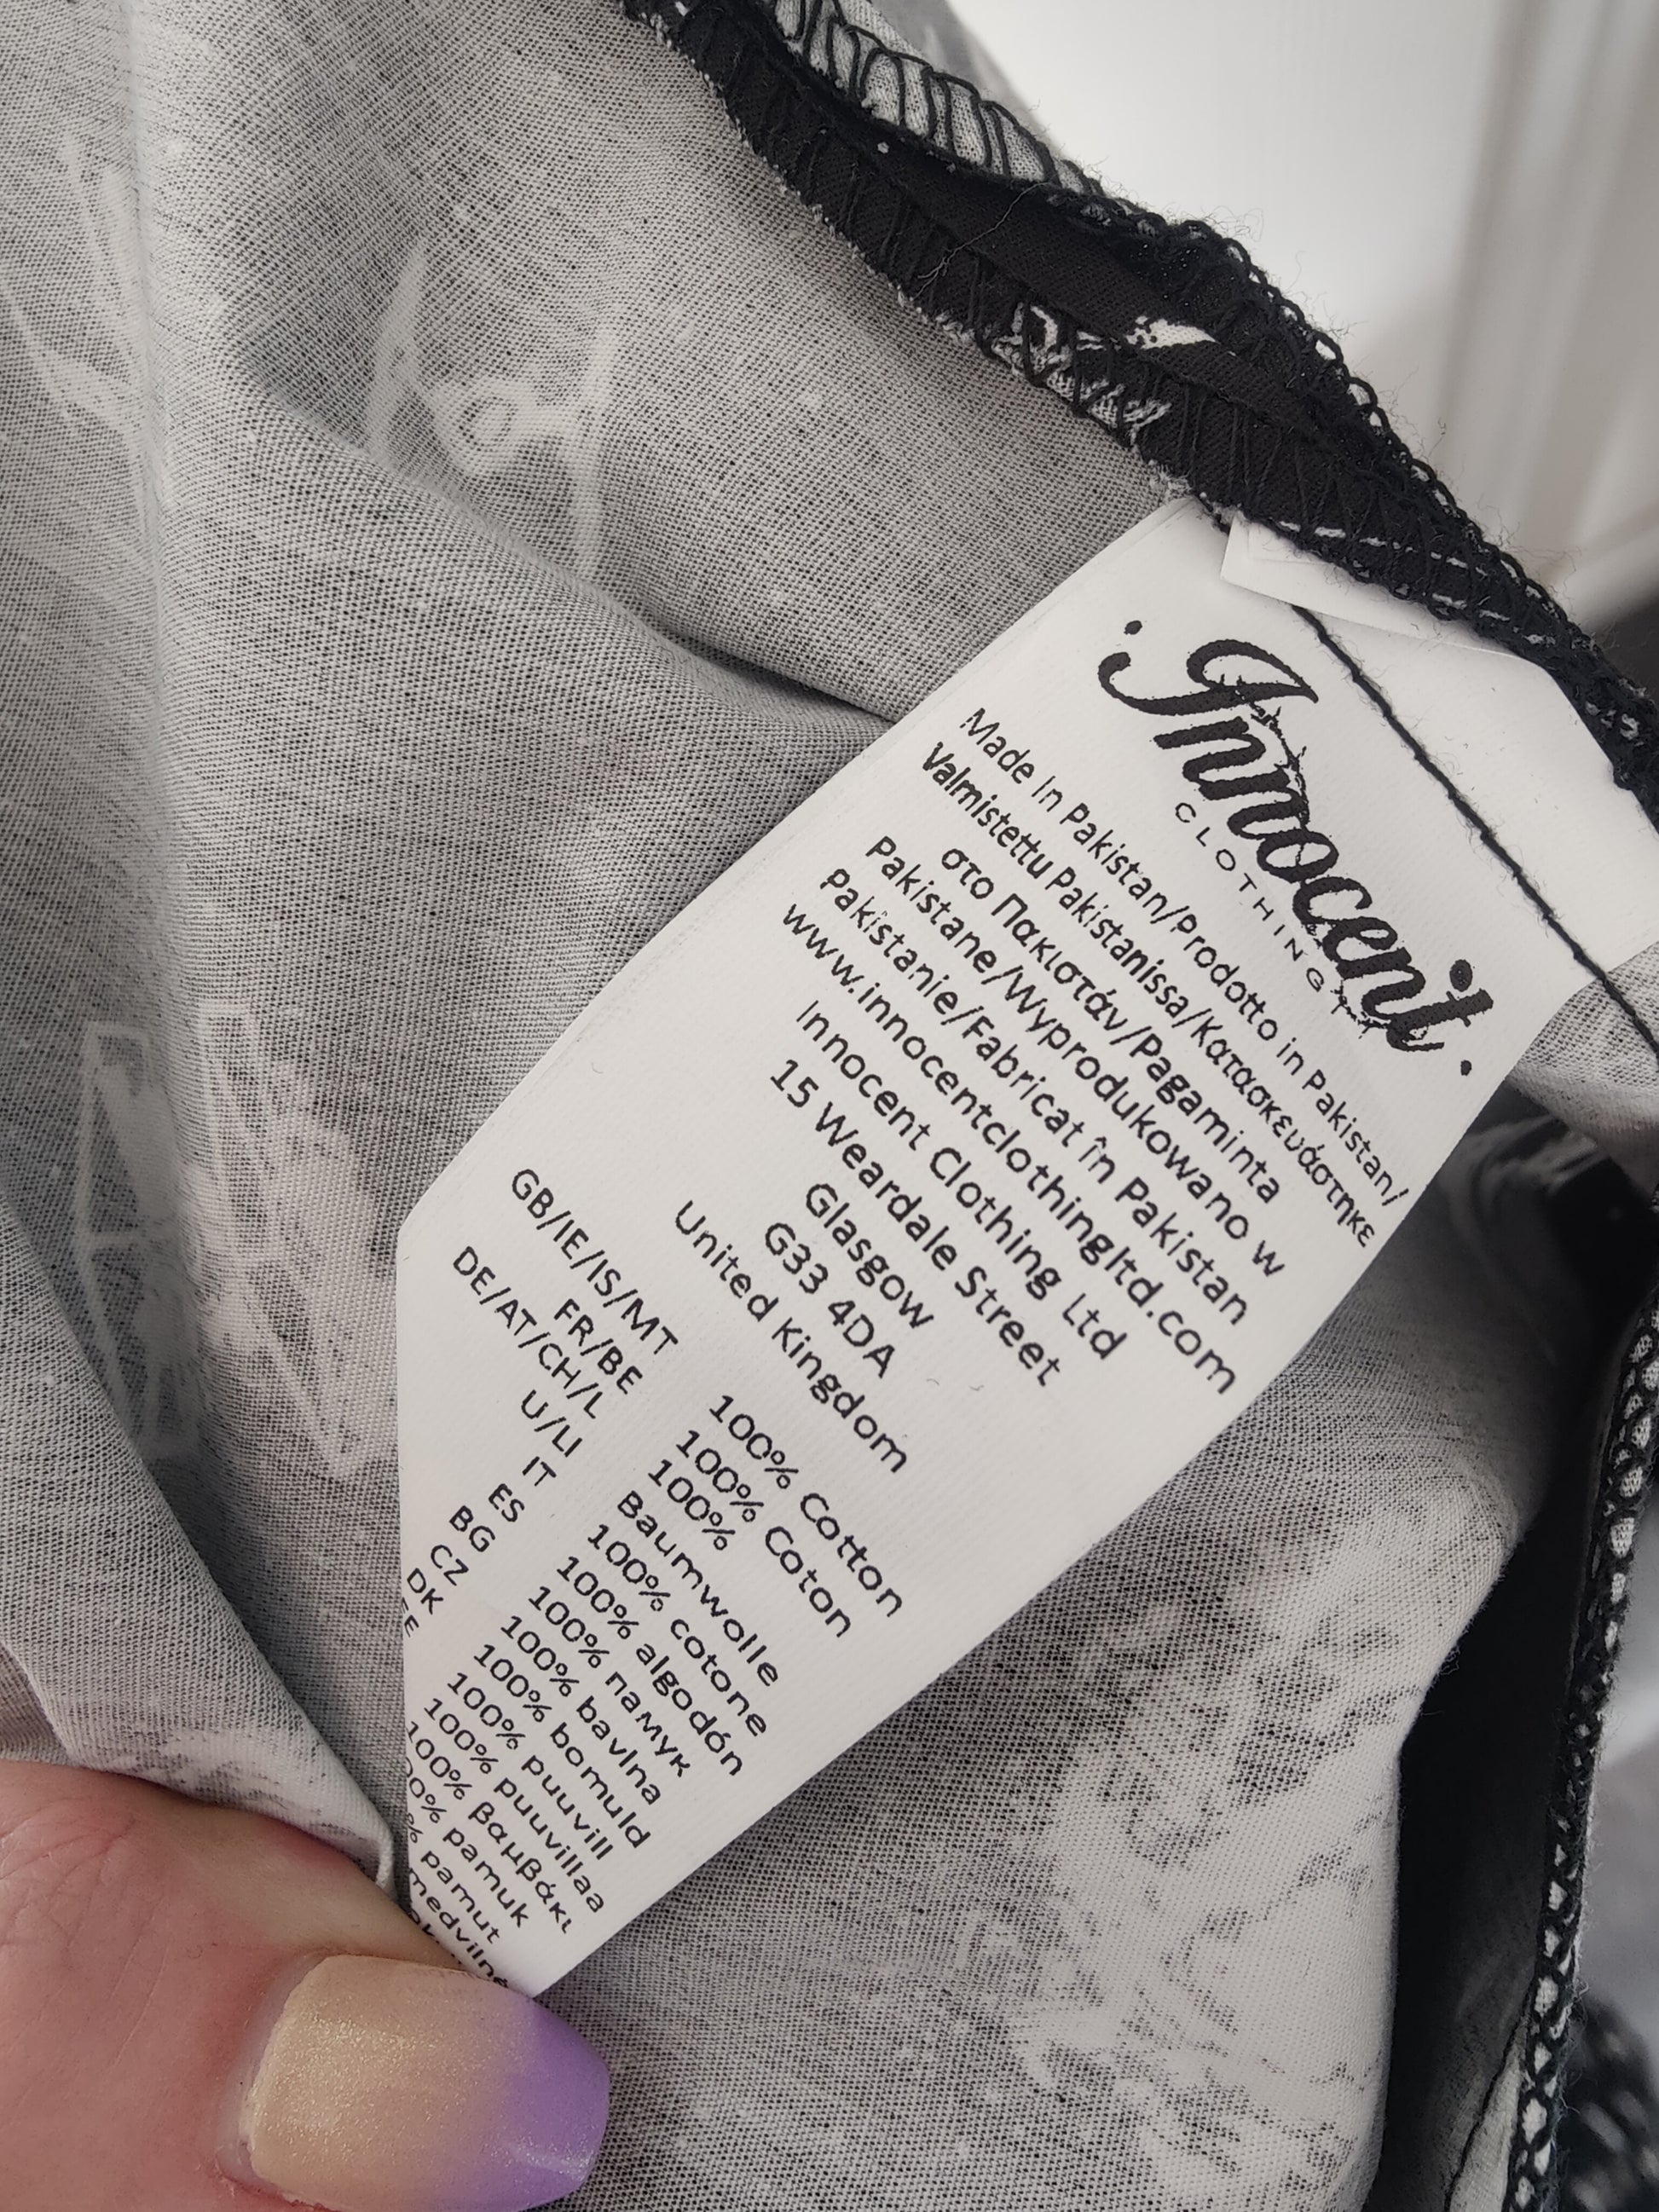 Innocent
CLOTHING
Made In Pakistan/Prodotto in Pakistan/
Valmistettu Pakistanissa/Κατασκευάστηκε
στο Πακιστάν/Pagaminta
Pakistane/Wyprodukowano w
Pakistanie/Fabricat în Pakistan
www.innocentclothingltd.com
Innocent Clothing Ltd
15 Weardale Street
Glasgow
G33 4DA
United Kingdom
GB/IE/IS/MT 100% Cotton
FR/BE 100% Coton
DE/AT/CH/L 100%
U/LI Baumwolle
IT 100% cotone
ES 100% algodón
BG 100% памук
CZ 100% bavlna
DK 100% bomuld
100% puuvill
100% puuvillaa
100% βαμβάκι
pamuk
% pamut